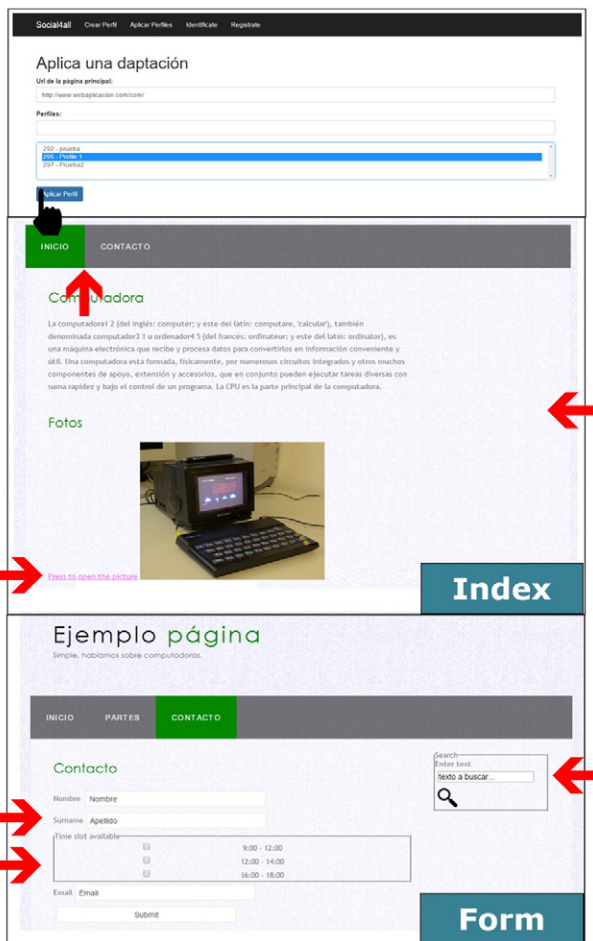 Social4all Crear Perfil Aplicar Perfiles Identificate Registrate
Aplica una daptación
Url de la página principal:
http://www.webaplicacion.com/com/
Perfiles:
292 - prueba
295 - Profile 1
297 - Prueba2
Aplicar Perfil
INICIO CONTACTO
Computadora
La computadora1 2 (del inglés: computer; y este del latín: computare, 'calcular'), también
denominada computador3 1 u ordenador4 5 (del francés: ordinateur; y este del latín: ordinator), es
una máquina electrónica que recibe y procesa datos para convertirlos en información conveniente y
útil. Una computadora está formada, físicamente, por numerosos circuitos integrados y otros muchos
componentes de apoyo, extensión y accesorios, que en conjunto pueden ejecutar tareas diversas con
suma rapidez y bajo el control de un programa. La CPU es la parte principal de la computadora.
Fotos
Press to open the picture
Index
Ejemplo página
Simple, hablamos sobre computadoras.
INICIO PARTES CONTACTO
Search
Enter text
texto a buscar...
Contacto
Nombre Nombre
Surname Apellido
Time slot available
9:00 - 12:00
12:00 - 14:00
16:00 - 18:00
Email Email
Submit
Form